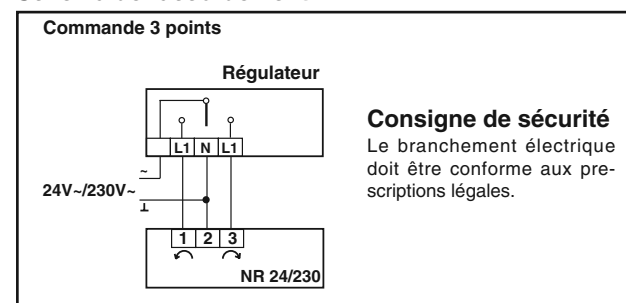 Commande 3 points
Régulateur
L1 N L1
~
24V~/230V~
⊥
1 2 3
NR 24/230
Consigne de sécurité
Le branchement électrique
doit être conforme aux pre-
scriptions légales.